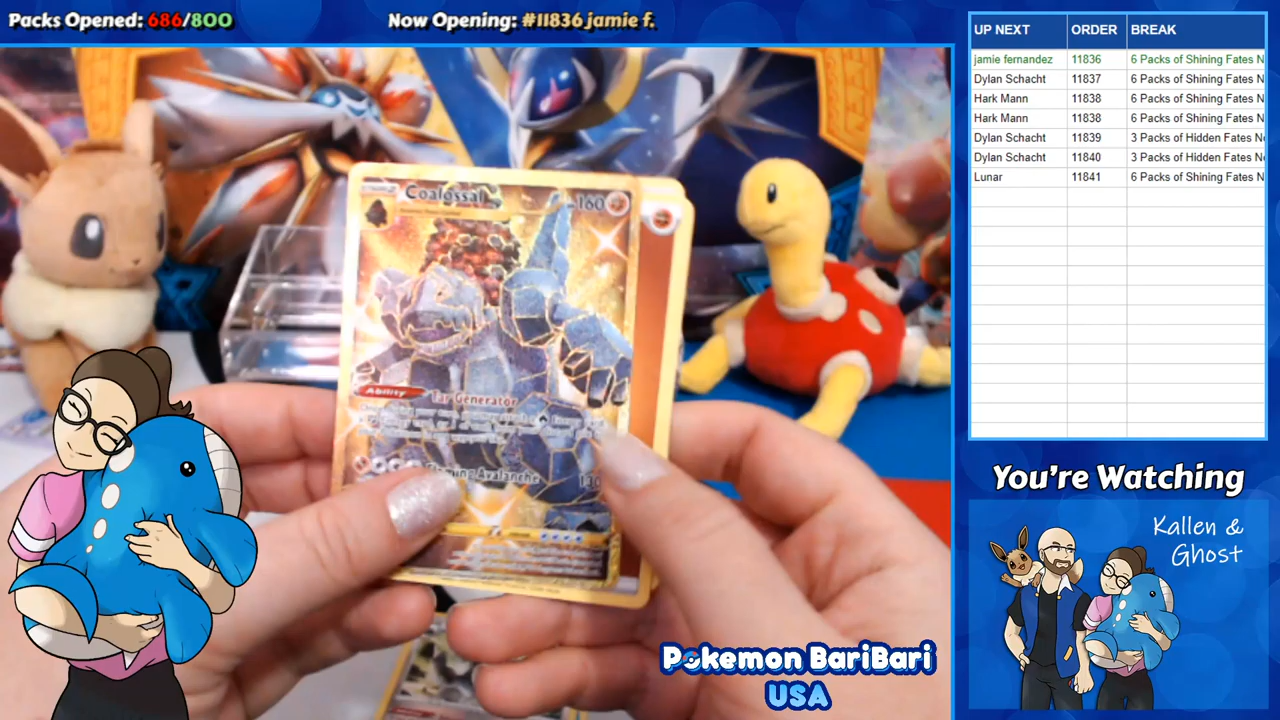 Packs Opened: 686/800
Now Opening: #11836 jamie f.
UP NEXT ORDER BREAK
jamie fernandez 11836 6 Packs of Shining Fates N
Dylan Schacht 11837 6 Packs of Shining Fates N
Hark Mann 11838 6 Packs of Shining Fates N
Hark Mann 11838 6 Packs of Shining Fates N
Dylan Schacht 11839 3 Packs of Hidden Fates Ne
Dylan Schacht 11840 3 Packs of Hidden Fates Ne
Lunar 11841 6 Packs of Shining Fates N
Coalossal 160
Ability Tar Generator
Flaming Avalanche 130
You're Watching
Kallen &
Ghost
Pokemon BariBari
USA